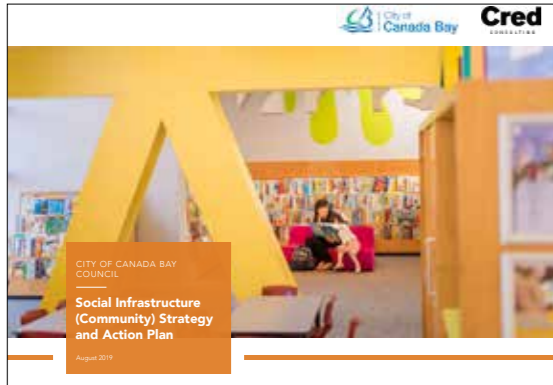 City of
Canada Bay
Cred
CONSULTING
CITY OF CANADA BAY
COUNCIL
Social Infrastructure
(Community) Strategy
and Action Plan
August 2019